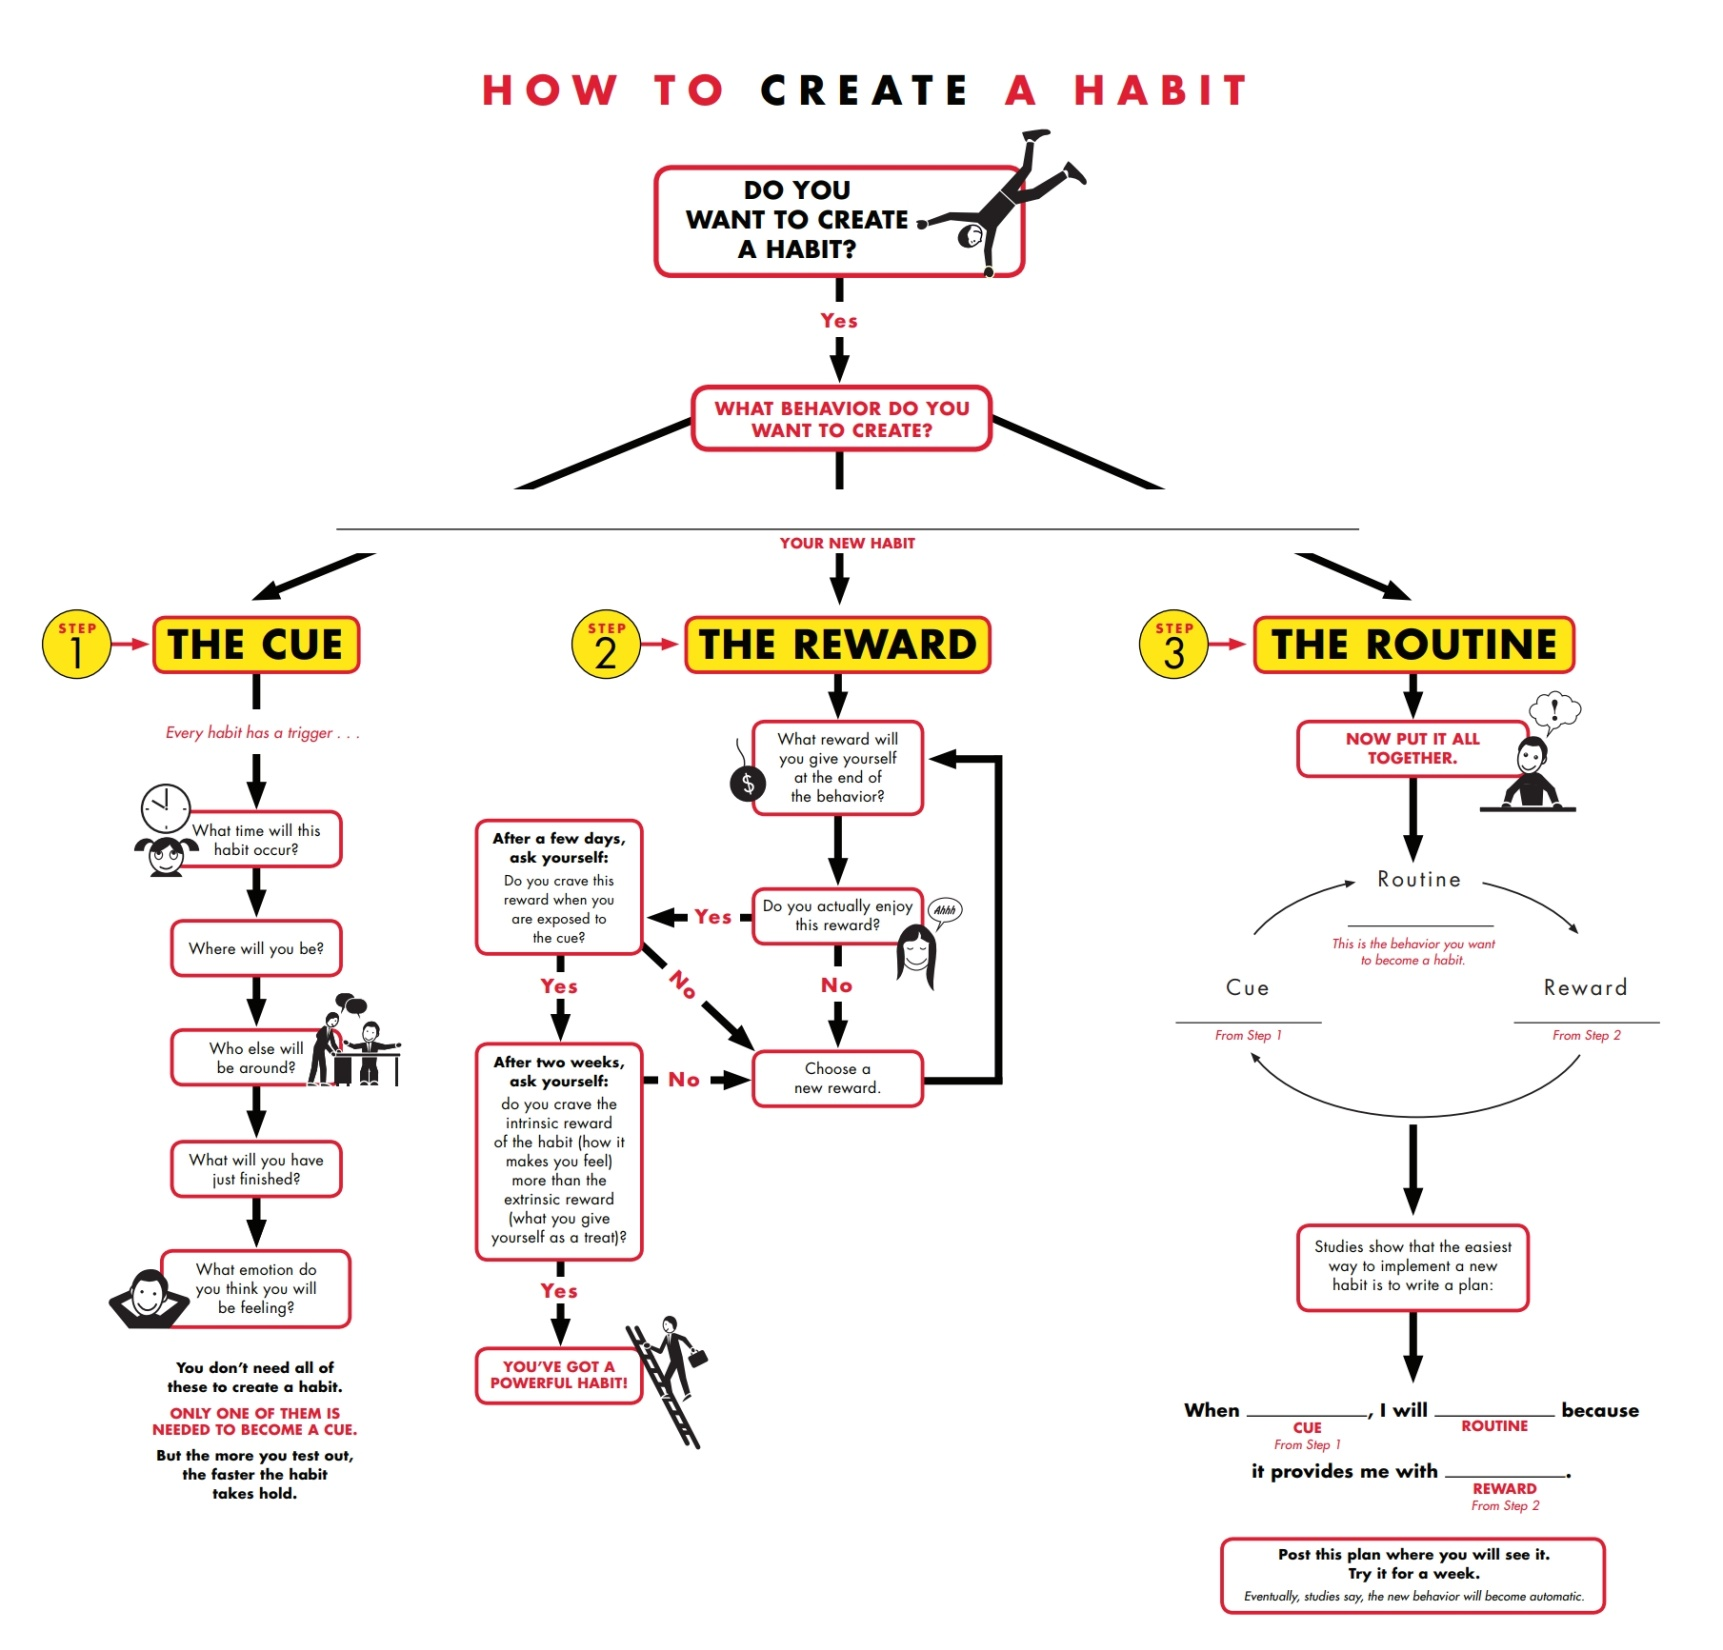 HOW TO CREATE A HABIT
DO YOU
WANT TO CREATE
A HABIT?
Yes
WHAT BEHAVIOR DO YOU
WANT TO CREATE?
YOUR NEW HABIT
STEP
1
THE CUE
Every habit has a trigger . . .
What time will this
habit occur?
Where will you be?
Who else will
be around?
What will you have
just finished?
What emotion do
you think you will
be feeling?
You don't need all of
these to create a habit.
ONLY ONE OF THEM IS
NEEDED TO BECOME A CUE.
But the more you test out,
the faster the habit
takes hold.
STEP
2
THE REWARD
What reward will
you give yourself
at the end of
the behavior?
$
Do you actually enjoy
this reward?
Ahhh
Yes
No
After a few days,
ask yourself:
Do you crave this
reward when you
are exposed to
the cue?
Yes
No
After two weeks,
ask yourself:
do you crave the
intrinsic reward
of the habit (how it
makes you feel)
more than the
extrinsic reward
(what you give
yourself as a treat)?
No
Choose a
new reward.
Yes
YOU'VE GOT A
POWERFUL HABIT!
STEP
3
THE ROUTINE
NOW PUT IT ALL
TOGETHER.
!
Routine
This is the behavior you want
to become a habit.
Cue
From Step 1
Reward
From Step 2
Studies show that the easiest
way to implement a new
habit is to write a plan:
When ____________, I will ____________ because
CUE
From Step 1
ROUTINE
it provides me with ____________.
REWARD
From Step 2
Post this plan where you will see it.
Try it for a week.
Eventually, studies say, the new behavior will become automatic.